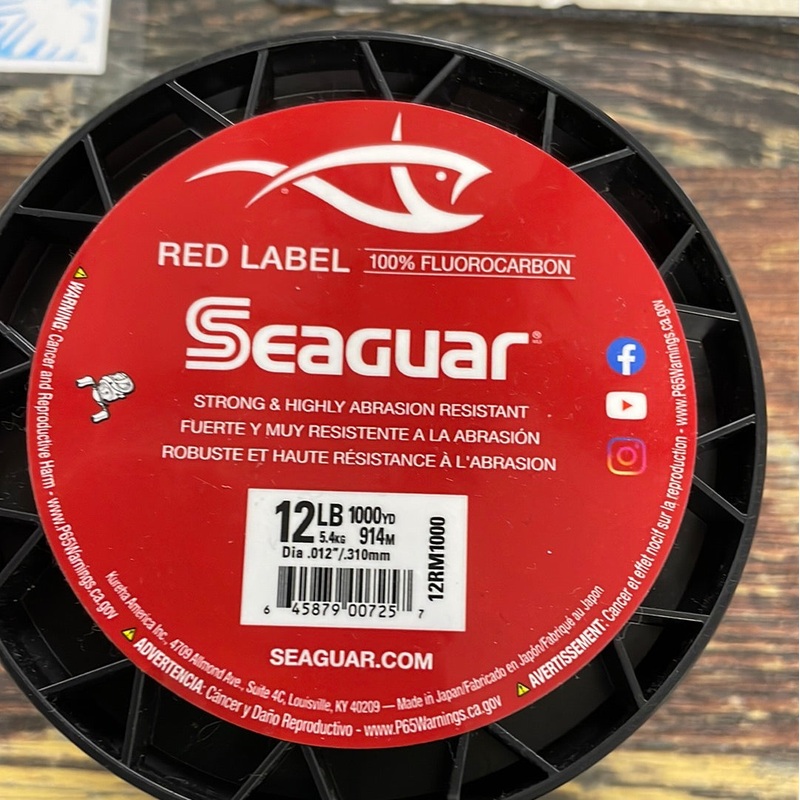 RED LABEL 100% FLUOROCARBON
SEAGUAR
STRONG & HIGHLY ABRASION RESISTANT
FUERTE Y MUY RESISTENTE A LA ABRASIÓN
ROBUSTE ET HAUTE RÉSISTANCE À L'ABRASION
12LB 1000YD
5.4KG 914M
Dia .012"/.310mm
12RM1000
6 45879 00725 7
SEAGUAR.COM
WARNING: Cancer and Reproductive Harm - www.P65Warnings.ca.gov
Kureha America Inc., 4709 Allmond Ave., Suite 4C, Louisville, KY 40209 — Made in Japan/Fabricado en Japón/Fabriqué au Japon
ADVERTENCIA: Cáncer y Daño Reproductivo - www.P65Warnings.ca.gov
AVERTISSEMENT: Cancer et effet nocif sur la reproduction - www.P65Warnings.ca.gov